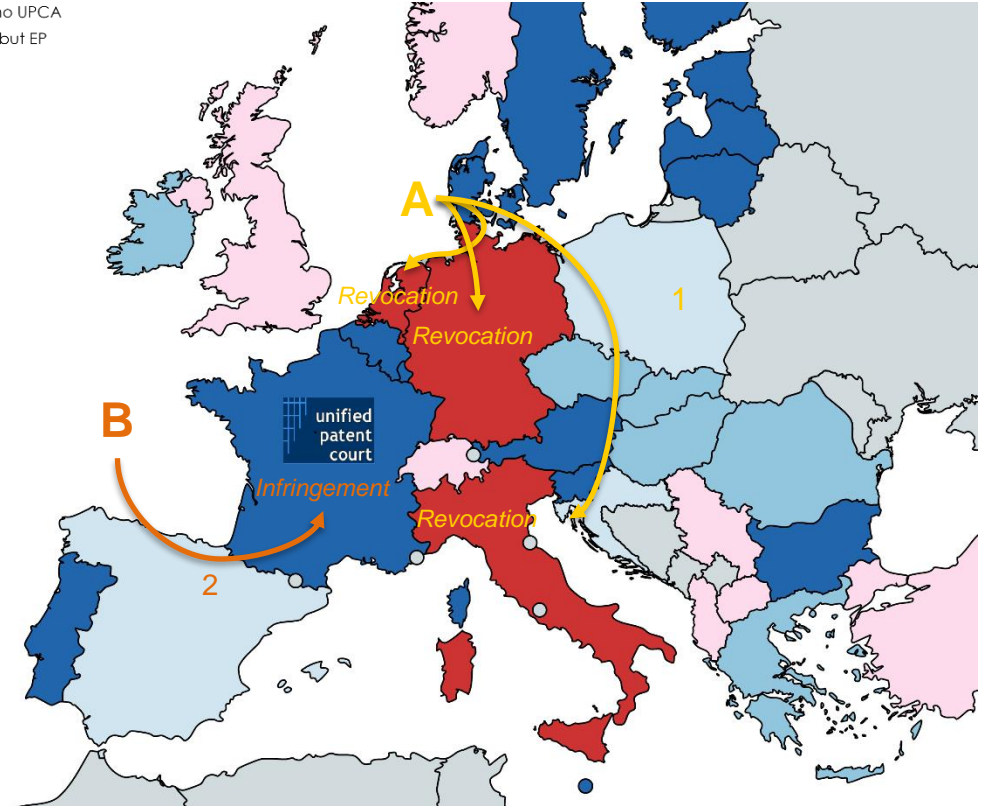 no UPCA
but EP
A
Revocation
1
Revocation
B
unified
patent
court
Infringement
Revocation
2